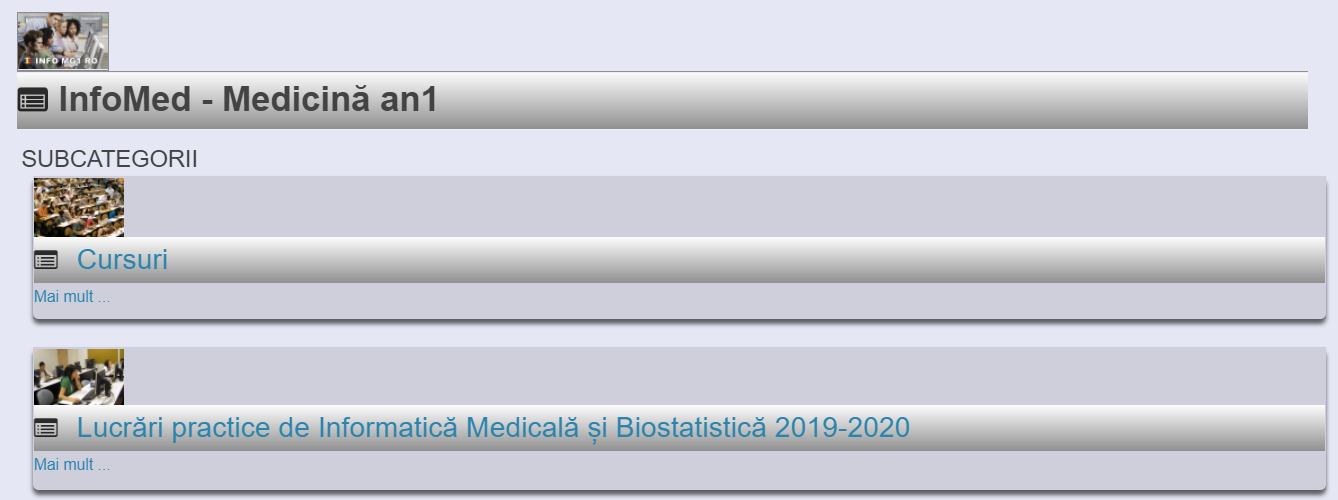 INFO MG1 RO
InfoMed - Medicină an1
SUBCATEGORII
Cursuri
Mai mult ...
Lucrări practice de Informatică Medicală și Biostatistică 2019-2020
Mai mult ...